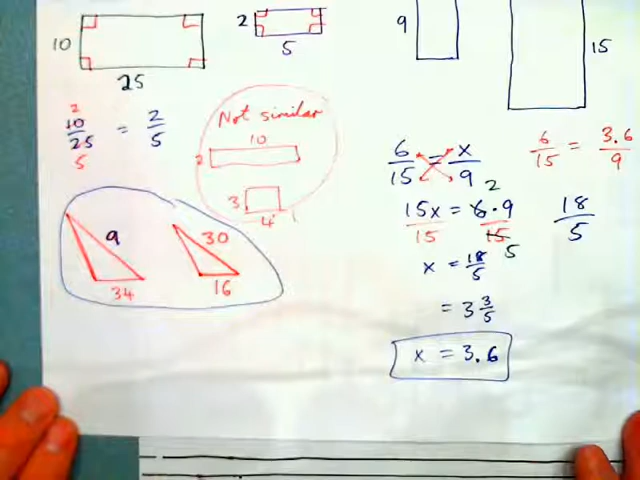 10
25
2
5
9
15
10/25 = 2/5
2
5
Not similar
10
2
3
4
9
34
30
16
6/15 = x/9
15x/15 = 6·9/15
2
5
x = 18/5
= 3 3/5
x = 3.6
6/15 = 3.6/9
18/5